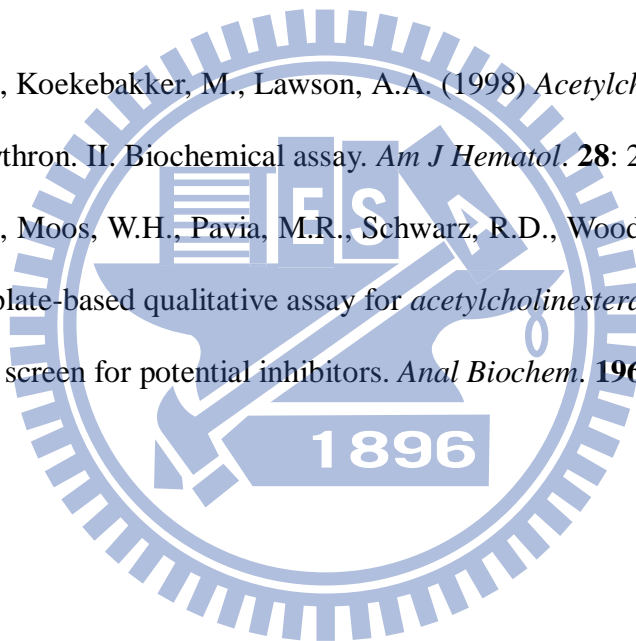 , Koekebakker, M., Lawson, A.A. (1998) Acetylch
ythron. II. Biochemical assay. Am J Hematol. 28: 2
, Moos, W.H., Pavia, M.R., Schwarz, R.D., Wood
plate-based qualitative assay for acetylcholinestera
screen for potential inhibitors. Anal Biochem. 196
E S A
1896